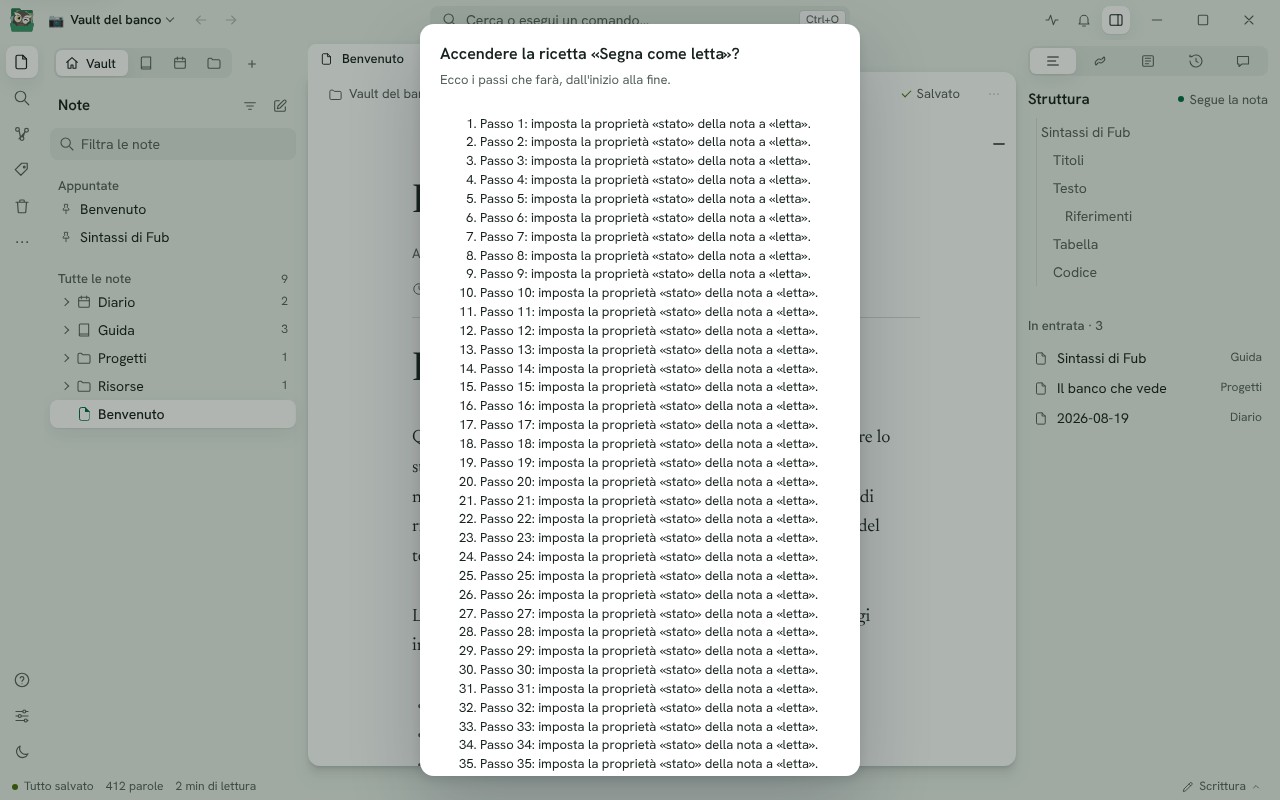 Vault del banco
Cerca o esegui un comando...
Ctrl+O
Vault
Note
Filtra le note
Appuntate
Benvenuto
Sintassi di Fub
Tutte le note 9
Diario 2
Guida 3
Progetti 1
Risorse 1
Benvenuto
Tutto salvato 412 parole 2 min di lettura
Benvenuto
Vault del ban
Salvato
re lo
di
del
gi
Accendere la ricetta «Segna come letta»?
Ecco i passi che farà, dall'inizio alla fine.
1. Passo 1: imposta la proprietà «stato» della nota a «letta».
2. Passo 2: imposta la proprietà «stato» della nota a «letta».
3. Passo 3: imposta la proprietà «stato» della nota a «letta».
4. Passo 4: imposta la proprietà «stato» della nota a «letta».
5. Passo 5: imposta la proprietà «stato» della nota a «letta».
6. Passo 6: imposta la proprietà «stato» della nota a «letta».
7. Passo 7: imposta la proprietà «stato» della nota a «letta».
8. Passo 8: imposta la proprietà «stato» della nota a «letta».
9. Passo 9: imposta la proprietà «stato» della nota a «letta».
10. Passo 10: imposta la proprietà «stato» della nota a «letta».
11. Passo 11: imposta la proprietà «stato» della nota a «letta».
12. Passo 12: imposta la proprietà «stato» della nota a «letta».
13. Passo 13: imposta la proprietà «stato» della nota a «letta».
14. Passo 14: imposta la proprietà «stato» della nota a «letta».
15. Passo 15: imposta la proprietà «stato» della nota a «letta».
16. Passo 16: imposta la proprietà «stato» della nota a «letta».
17. Passo 17: imposta la proprietà «stato» della nota a «letta».
18. Passo 18: imposta la proprietà «stato» della nota a «letta».
19. Passo 19: imposta la proprietà «stato» della nota a «letta».
20. Passo 20: imposta la proprietà «stato» della nota a «letta».
21. Passo 21: imposta la proprietà «stato» della nota a «letta».
22. Passo 22: imposta la proprietà «stato» della nota a «letta».
23. Passo 23: imposta la proprietà «stato» della nota a «letta».
24. Passo 24: imposta la proprietà «stato» della nota a «letta».
25. Passo 25: imposta la proprietà «stato» della nota a «letta».
26. Passo 26: imposta la proprietà «stato» della nota a «letta».
27. Passo 27: imposta la proprietà «stato» della nota a «letta».
28. Passo 28: imposta la proprietà «stato» della nota a «letta».
29. Passo 29: imposta la proprietà «stato» della nota a «letta».
30. Passo 30: imposta la proprietà «stato» della nota a «letta».
31. Passo 31: imposta la proprietà «stato» della nota a «letta».
32. Passo 32: imposta la proprietà «stato» della nota a «letta».
33. Passo 33: imposta la proprietà «stato» della nota a «letta».
34. Passo 34: imposta la proprietà «stato» della nota a «letta».
35. Passo 35: imposta la proprietà «stato» della nota a «letta».
Struttura
Segue la nota
Sintassi di Fub
Titoli
Testo
Riferimenti
Tabella
Codice
In entrata · 3
Sintassi di Fub Guida
Il banco che vede Progetti
2026-08-19 Diario
Scrittura